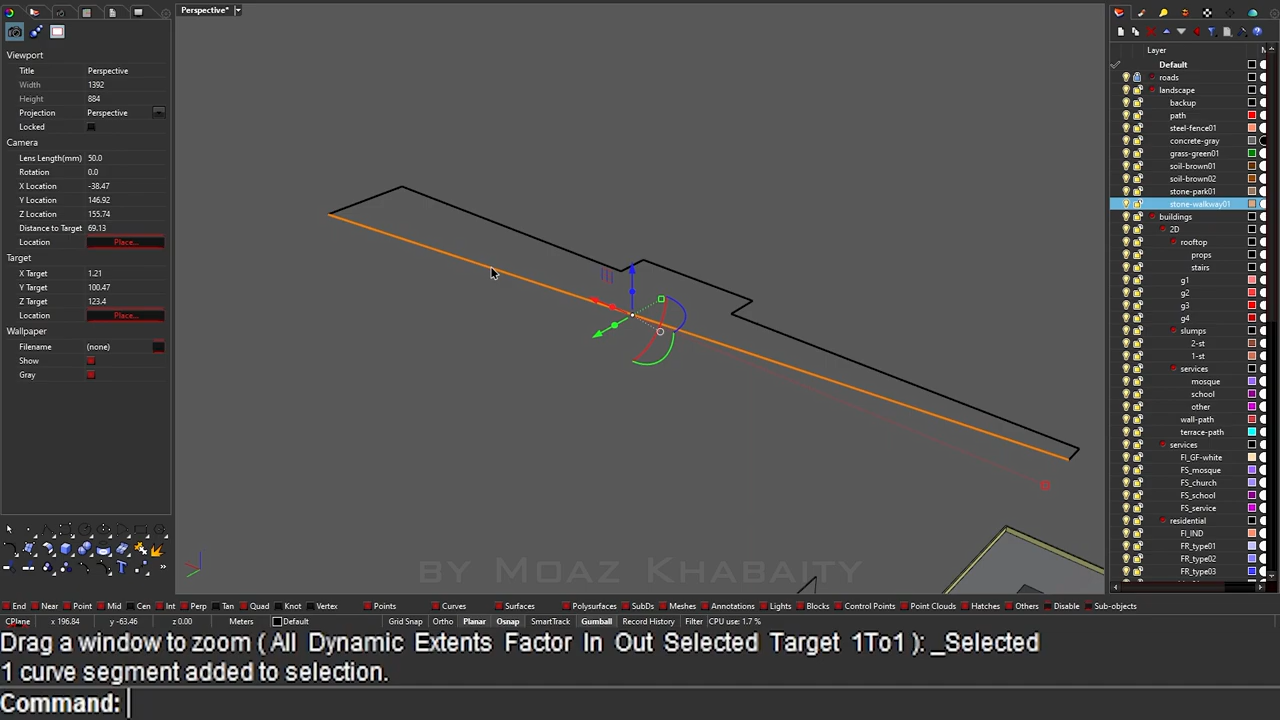 Perspective*
Viewport
Title Perspective
Width 1392
Height 884
Projection Perspective
Locked
Camera
Lens Length(mm) 50.0
Rotation 0.0
X Location -38.47
Y Location 146.92
Z Location 155.74
Distance to Target 69.13
Location Place...
Target
X Target 1.21
Y Target 100.47
Z Target 123.4
Location Place...
Wallpaper
Filename (none)
Show
Gray
Layer
Default
roads
landscape
backup
path
steel-fence01
concrete-gray
grass-green01
soil-brown01
soil-brown02
stone-park01
stone-walkway01
buildings
2D
rooftop
props
stairs
g1
g2
g3
g4
slumps
2-st
1-st
services
mosque
school
other
wall-path
terrace-path
services
FI_GF-white
FS_mosque
FS_church
FS_school
FS_service
residential
FI_IND
FR_type01
FR_type02
FR_type03
by Moaz Khabaity
End Near Point Mid Cen Int Perp Tan Quad Knot Vertex Points Curves Surfaces Polysurfaces SubDs Meshes Annotations Lights Blocks Control Points Point Clouds Hatches Others Disable Sub-objects
CPlane x 196.84 y -63.46 z 0.00 Meters Default Grid Snap Ortho Planar Osnap SmartTrack Gumball Record History Filter CPU use: 1.7 %
Drag a window to zoom ( All Dynamic Extents Factor In Out Selected Target 1To1 ): _Selected
1 curve segment added to selection.
Command: